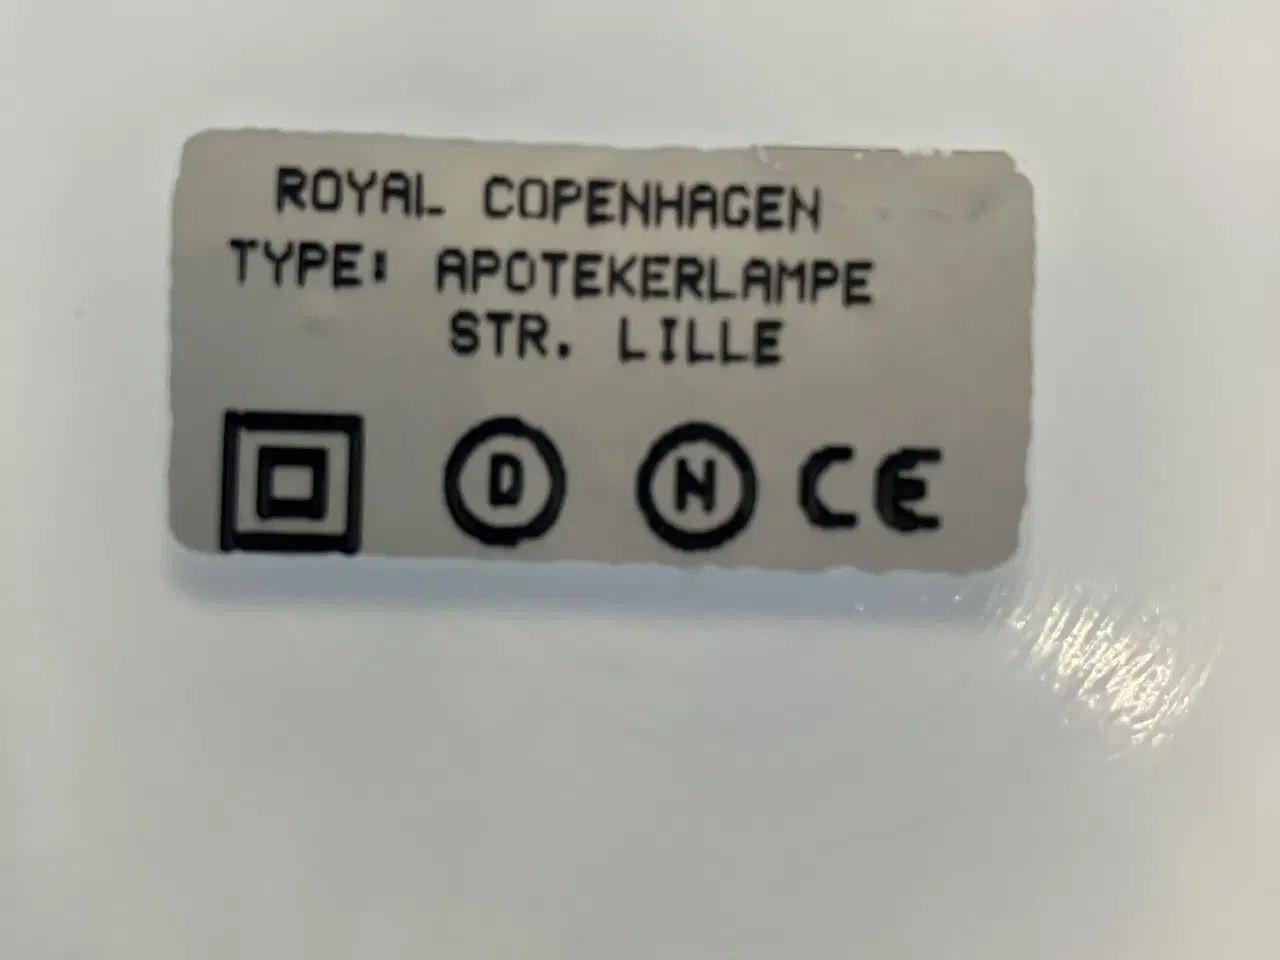 ROYAL COPENHAGEN
TYPE: APOTEKERLAMPE
STR. LILLE
D N CE